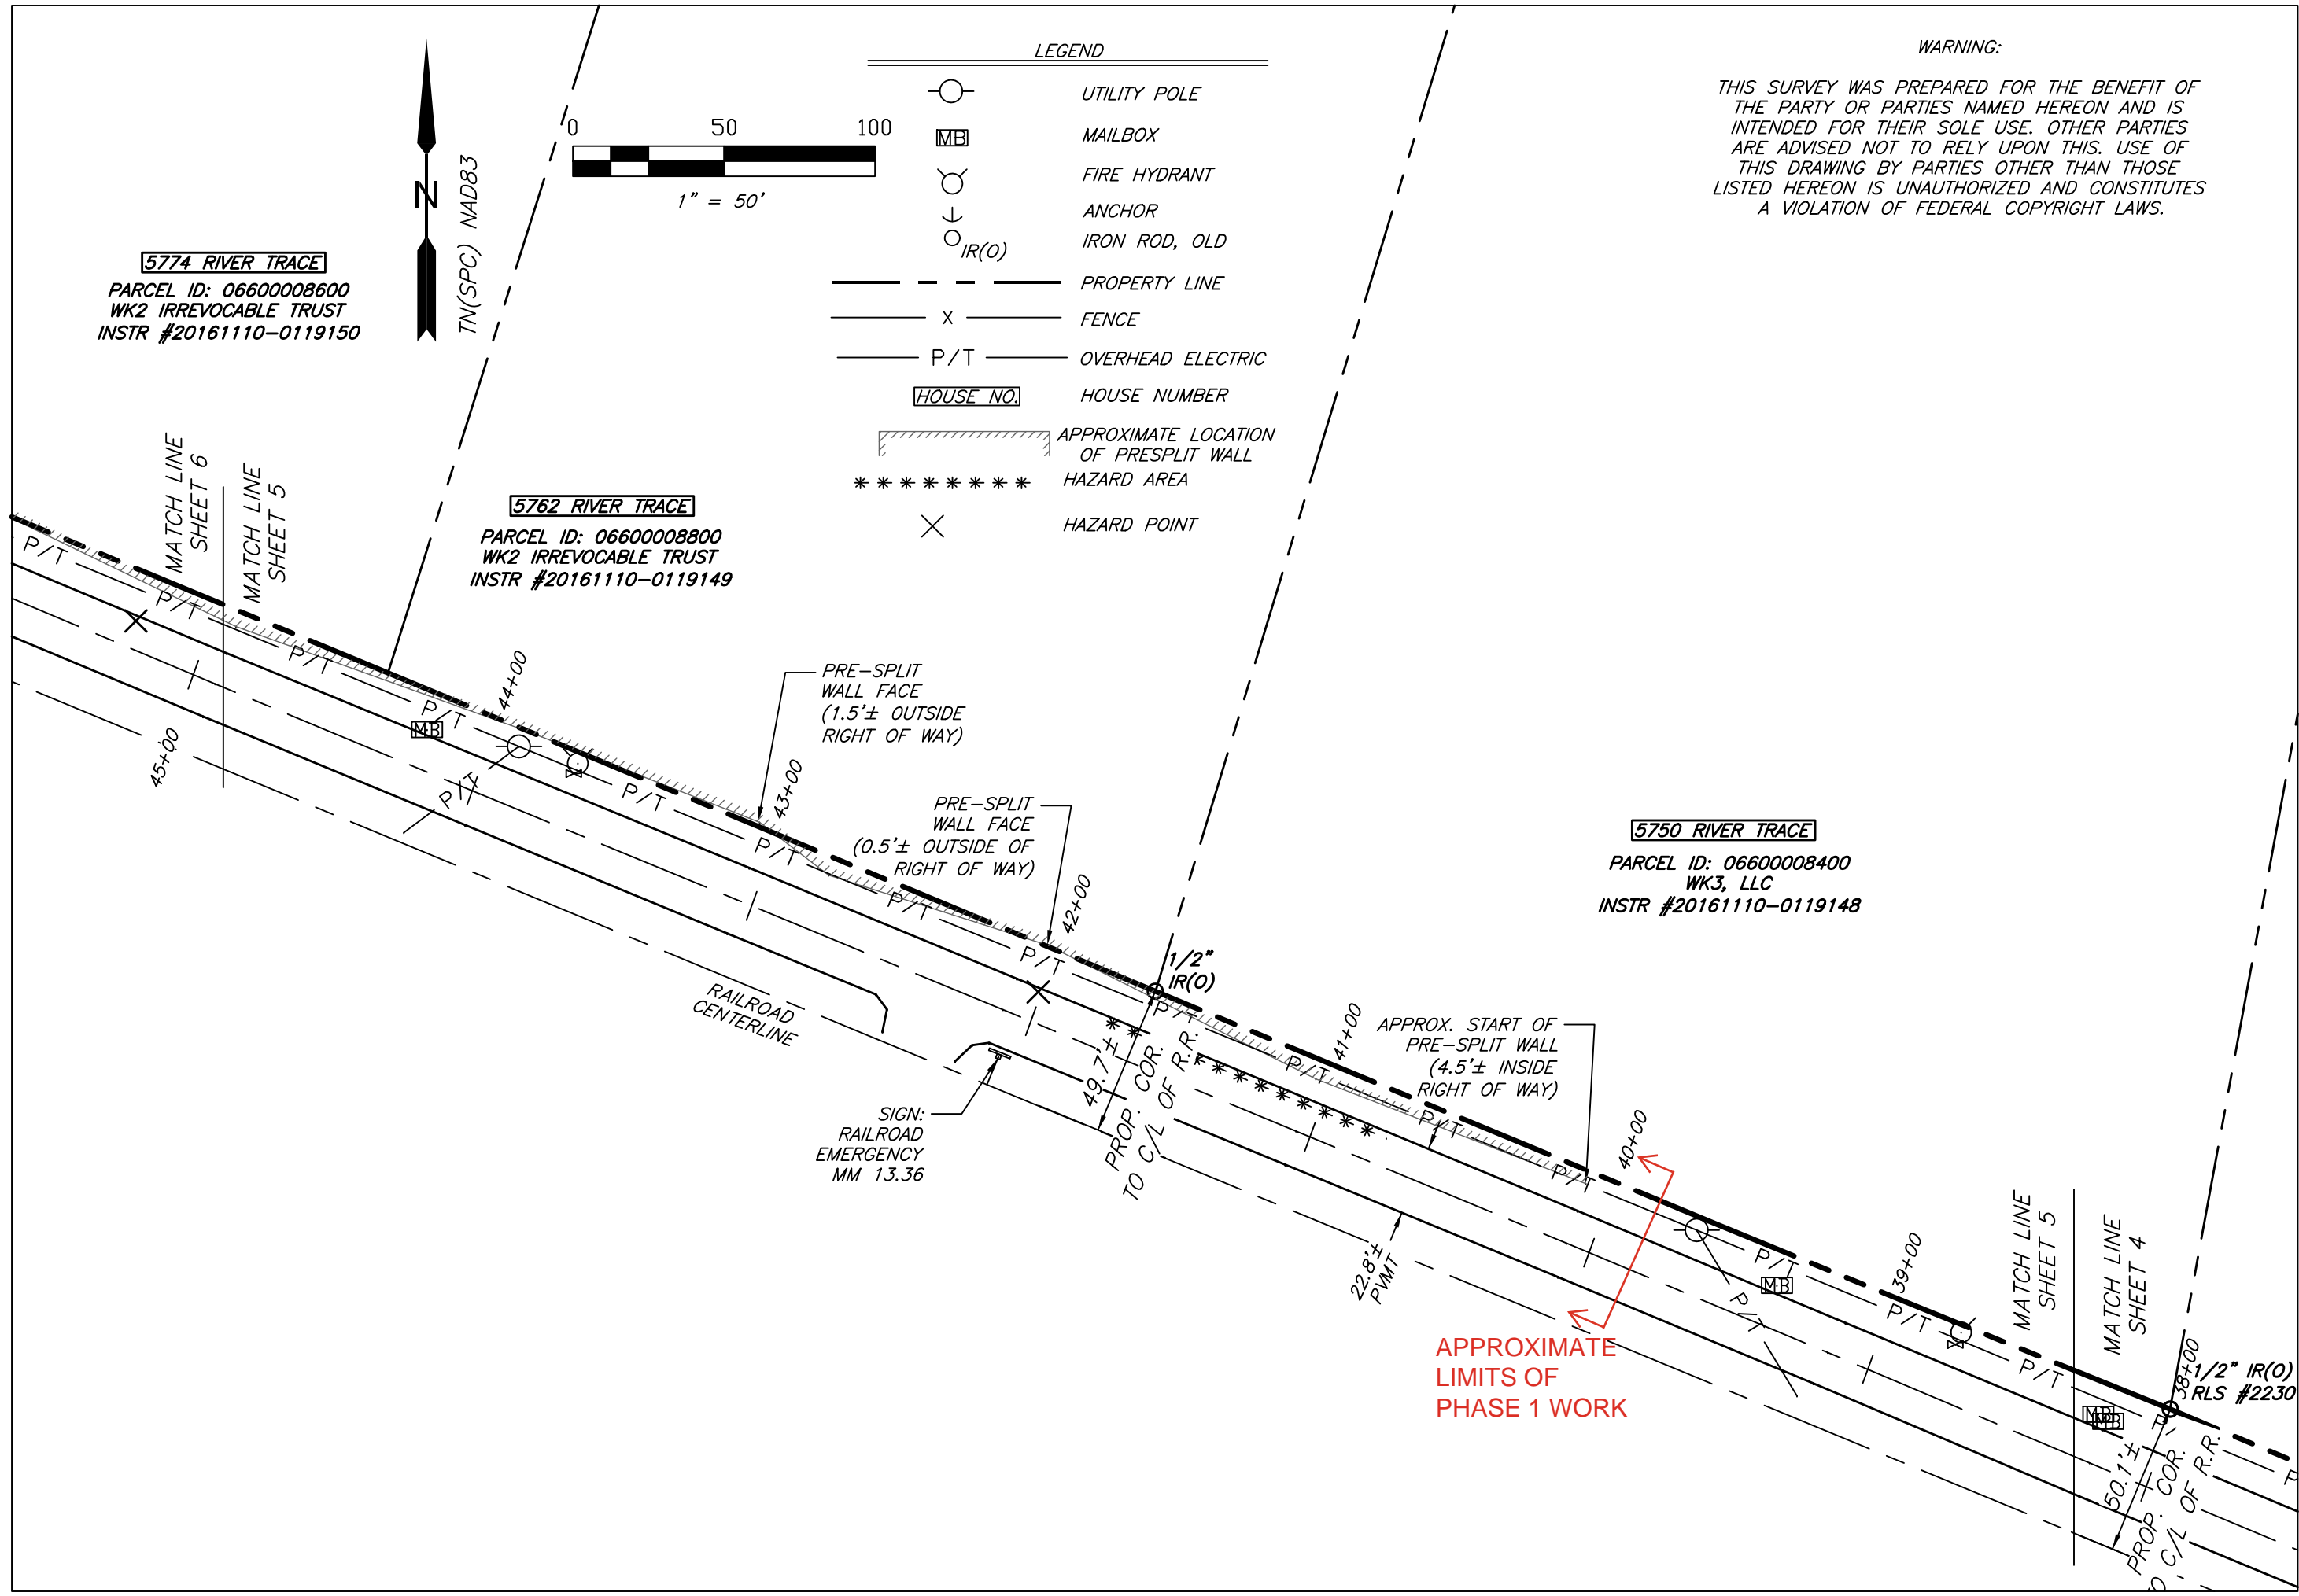 LEGEND
UTILITY POLE
MB
MAILBOX
FIRE HYDRANT
ANCHOR
IR(O)
IRON ROD, OLD
PROPERTY LINE
X
FENCE
P/T
OVERHEAD ELECTRIC
HOUSE NO.
HOUSE NUMBER
APPROXIMATE LOCATION
OF PRESPLIT WALL
HAZARD AREA
HAZARD POINT
WARNING:
THIS SURVEY WAS PREPARED FOR THE BENEFIT OF
THE PARTY OR PARTIES NAMED HEREON AND IS
INTENDED FOR THEIR SOLE USE. OTHER PARTIES
ARE ADVISED NOT TO RELY UPON THIS. USE OF
THIS DRAWING BY PARTIES OTHER THAN THOSE
LISTED HEREON IS UNAUTHORIZED AND CONSTITUTES
A VIOLATION OF FEDERAL COPYRIGHT LAWS.
N
TN(SPC) NAD83
0 50 100
1" = 50'
5774 RIVER TRACE
PARCEL ID: 06600008600
WK2 IRREVOCABLE TRUST
INSTR #20161110-0119150
MATCH LINE
SHEET 6
MATCH LINE
SHEET 5
5762 RIVER TRACE
PARCEL ID: 06600008800
WK2 IRREVOCABLE TRUST
INSTR #20161110-0119149
P/T
P/T
P/T
P/T
MB
44+00
45+00
P/T
P/T
PRE-SPLIT
WALL FACE
(1.5'± OUTSIDE
RIGHT OF WAY)
43+00
P/T
P/T
PRE-SPLIT
WALL FACE
(0.5'± OUTSIDE OF
RIGHT OF WAY)
42+00
P/T
1/2"
IR(O)
P/T
RAILROAD
CENTERLINE
SIGN:
RAILROAD
EMERGENCY
MM 13.36
49.7'±
PROP. COR.
TO C/L OF R.R.
5750 RIVER TRACE
PARCEL ID: 06600008400
WK3, LLC
INSTR #20161110-0119148
41+00
P/T
P/T
APPROX. START OF
PRE-SPLIT WALL
(4.5'± INSIDE
RIGHT OF WAY)
P/T
40+00
22.8'±
PVMT
APPROXIMATE
LIMITS OF
PHASE 1 WORK
P/T
P/T
MB
39+00
P/T
P/T
MATCH LINE
SHEET 5
MATCH LINE
SHEET 4
38+00
1/2" IR(O)
RLS #2230
MB
MB
50.1'±
PROP. COR.
TO C/L OF R.R.